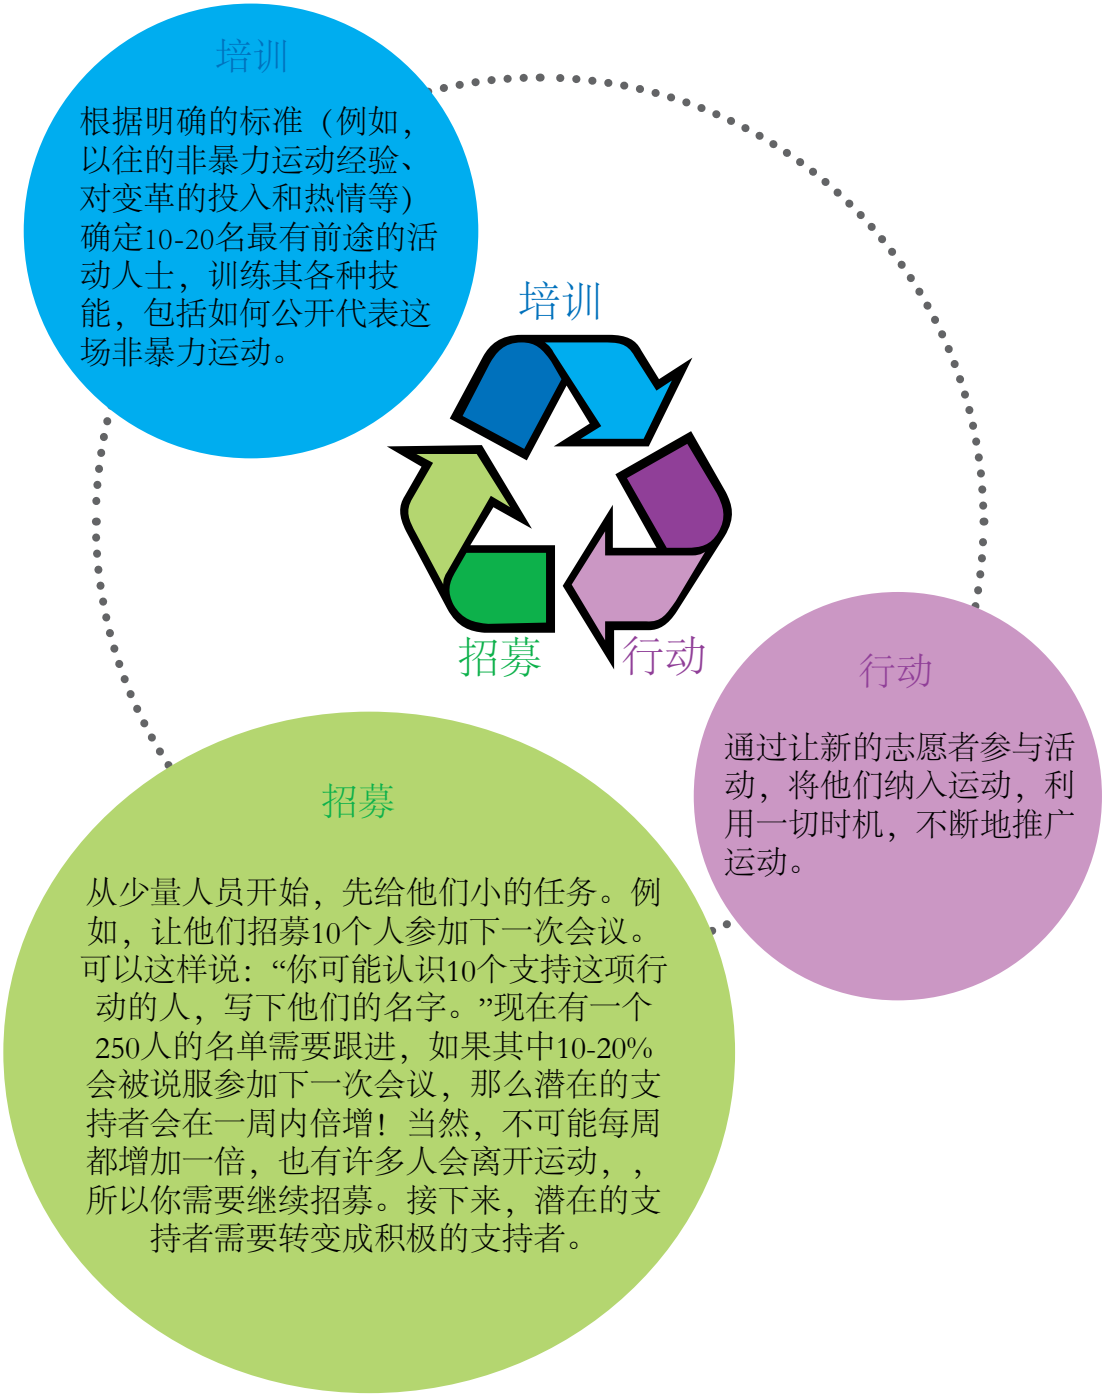 培训
根据明确的标准（例如，
以往的非暴力运动经验、
对变革的投入和热情等）
确定10-20名最有前途的活
动人士，训练其各种技
能，包括如何公开代表这
场非暴力运动。
培训
招募
行动
行动
通过让新的志愿者参与活
动，将他们纳入运动，利
用一切时机，不断地推广
运动。
招募
从少量人员开始，先给他们小的任务。例
如，让他们招募10个人参加下一次会议。
可以这样说：“你可能认识10个支持这项行
动的人，写下他们的名字。”现在有一个
250人的名单需要跟进，如果其中10-20%
会被说服参加下一次会议，那么潜在的支
持者会在一周内倍增！当然，不可能每周
都增加一倍，也有许多人会离开运动，，
所以你需要继续招募。接下来，潜在的支
持者需要转变成积极的支持者。